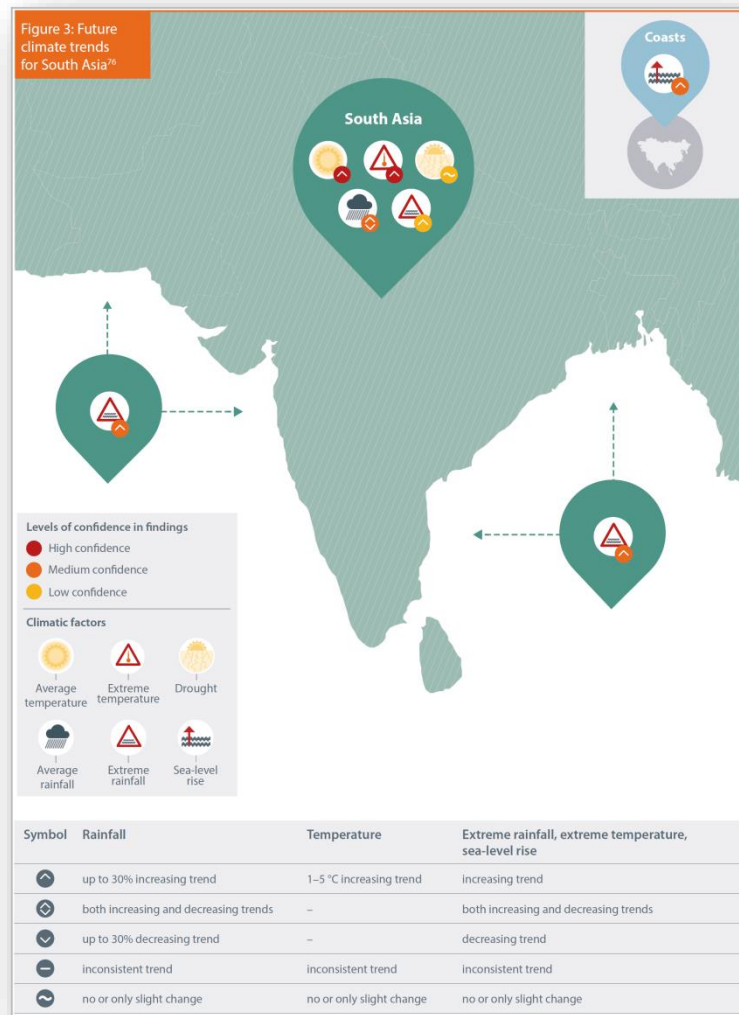 Figure 3: Future
climate trends
for South Asia⁷⁶
Coasts
South Asia
Levels of confidence in findings
High confidence
Medium confidence
Low confidence
Climatic factors
Average
temperature
Extreme
temperature
Drought
Average
rainfall
Extreme
rainfall
Sea-level
rise
Symbol Rainfall Temperature Extreme rainfall, extreme temperature,
sea-level rise
up to 30% increasing trend 1–5 °C increasing trend increasing trend
both increasing and decreasing trends – both increasing and decreasing trends
up to 30% decreasing trend – decreasing trend
inconsistent trend inconsistent trend inconsistent trend
no or only slight change no or only slight change no or only slight change